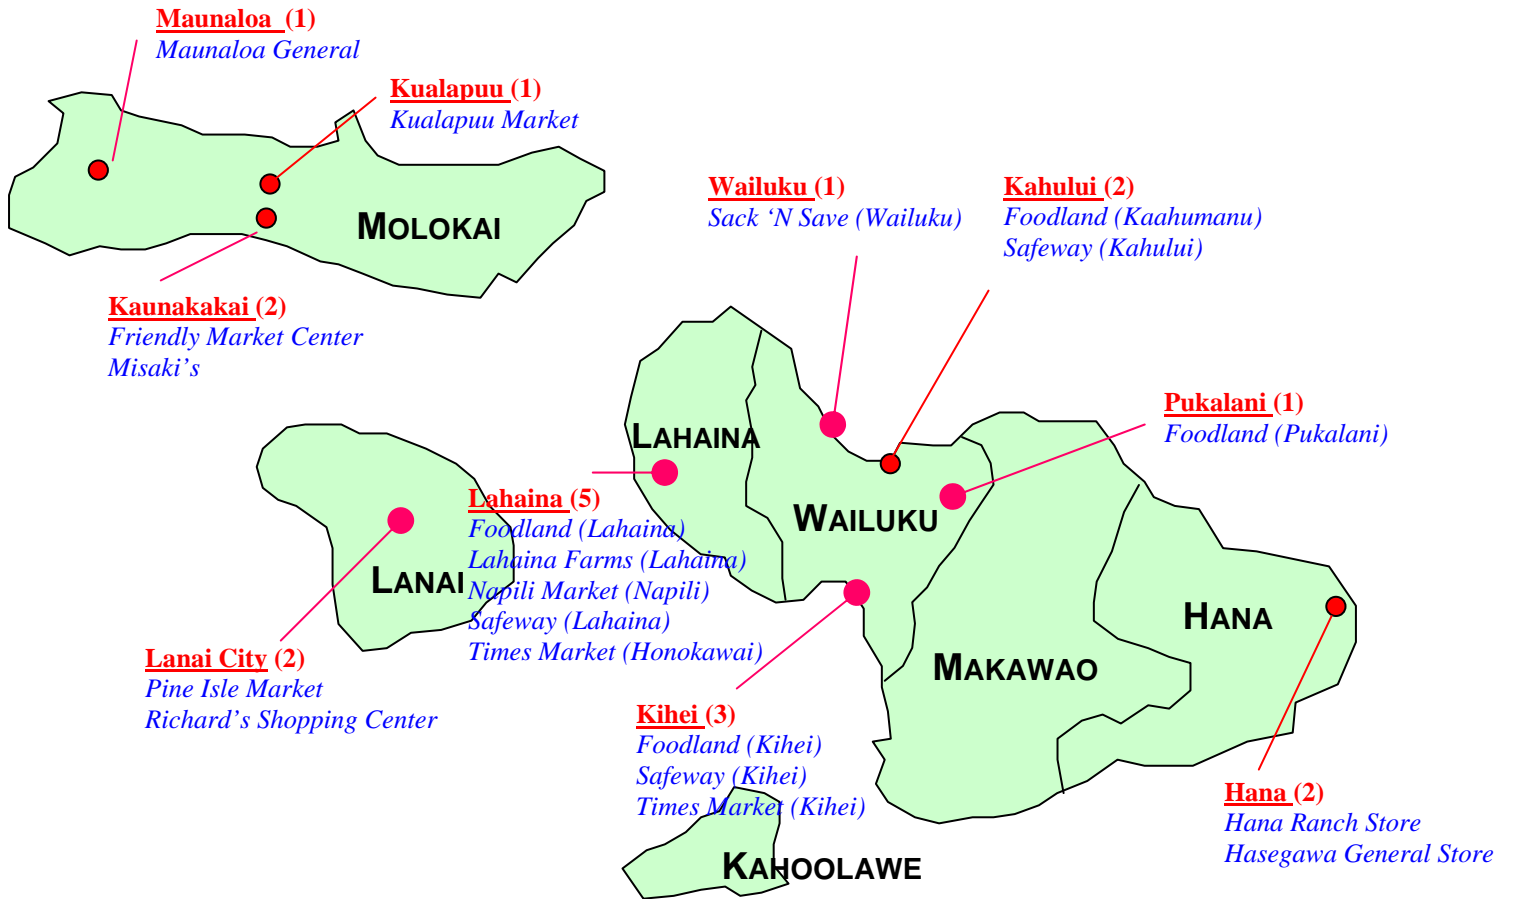 Maunaloa (1)
Maunaloa General
Kualapuu (1)
Kualapuu Market
MOLOKAI
Kaunakakai (2)
Friendly Market Center
Misaki's
Wailuku (1)
Sack ‘N Save (Wailuku)
Kahului (2)
Foodland (Kaahumanu)
Safeway (Kahului)
Pukalani (1)
Foodland (Pukalani)
LAHAINA
WAILUKU
LANAI
Lahaina (5)
Foodland (Lahaina)
Lahaina Farms (Lahaina)
Napili Market (Napili)
Safeway (Lahaina)
Times Market (Honokawai)
HANA
MAKAWAO
Lanai City (2)
Pine Isle Market
Richard's Shopping Center
Kihei (3)
Foodland (Kihei)
Safeway (Kihei)
Times Market (Kihei)
Hana (2)
Hana Ranch Store
Hasegawa General Store
KAHOOLAWE